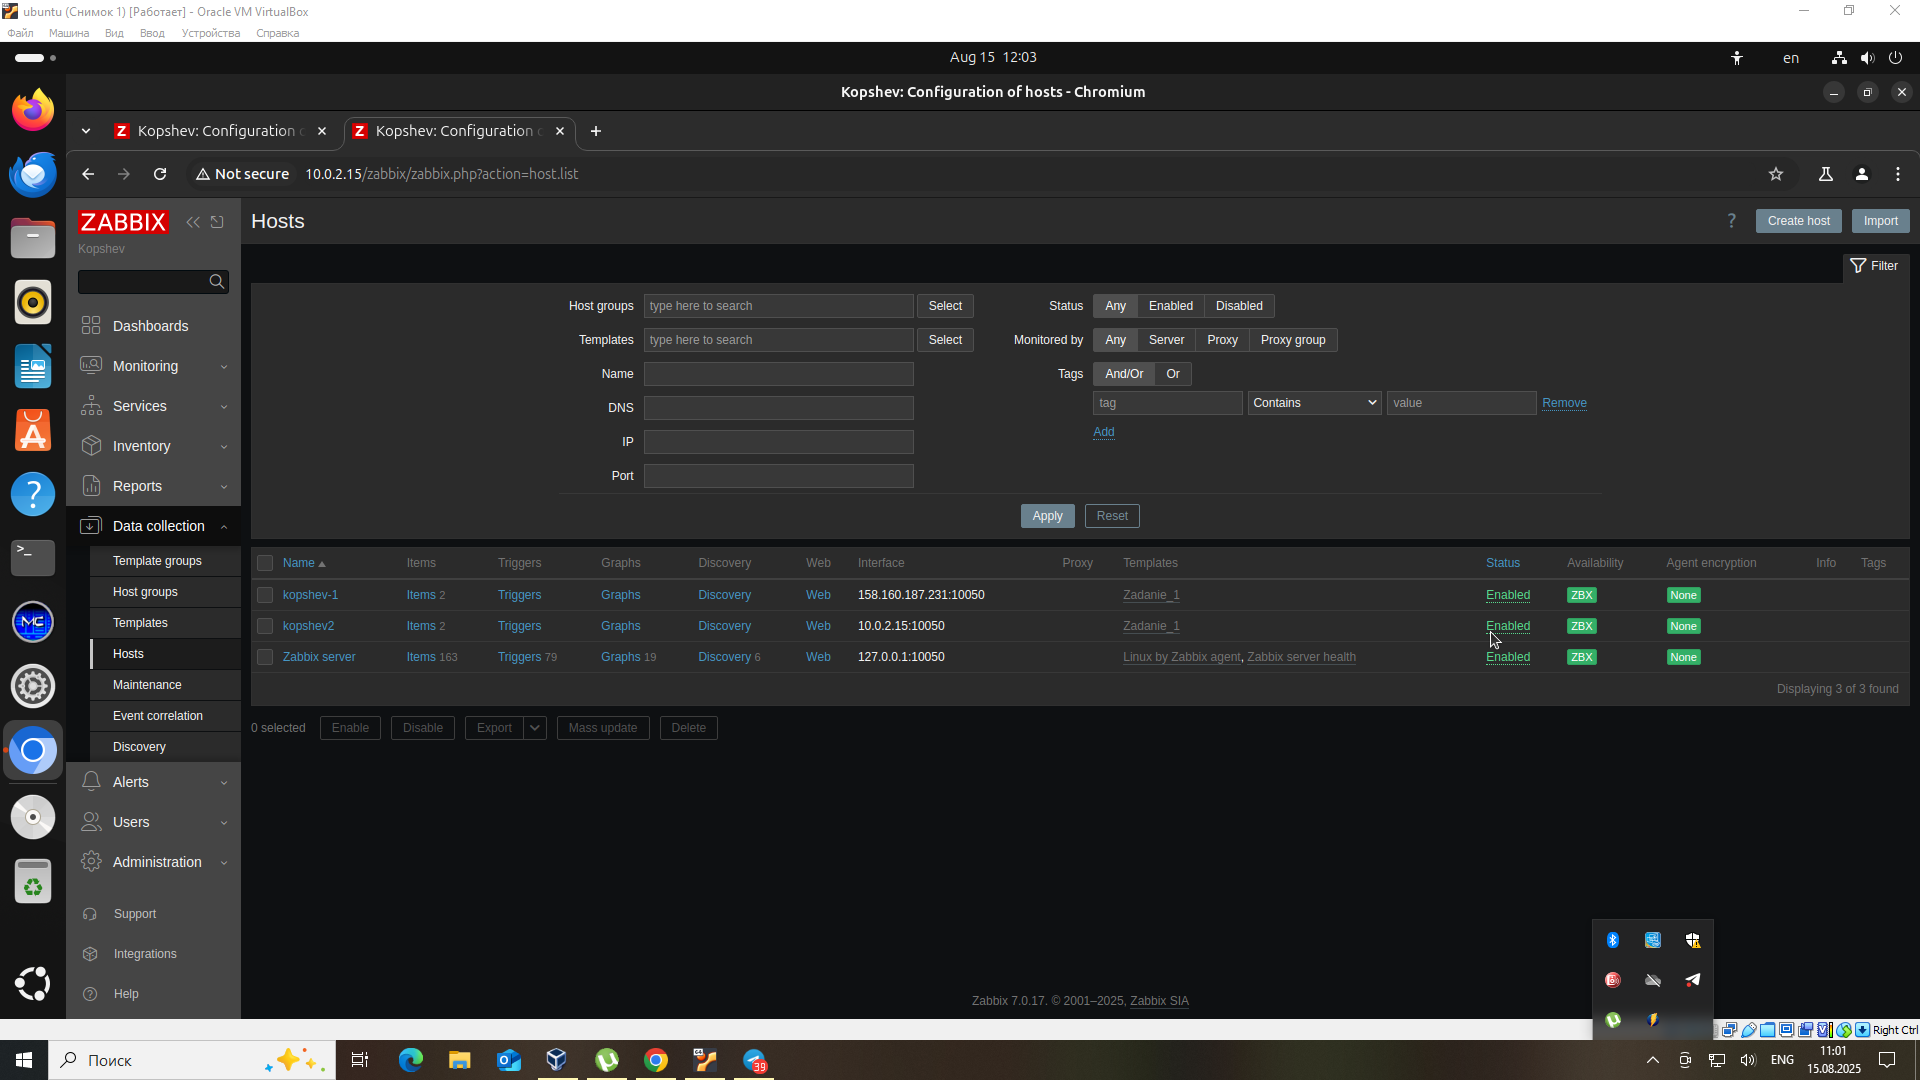 ubuntu (Снимок 1) [Работает] - Oracle VM VirtualBox
Файл Машина Вид Ввод Устройства Справка
Aug 15 12:03
en
Kopshev: Configuration of hosts - Chromium
Z Kopshev: Configuration
Z Kopshev: Configuration
Not secure 10.0.2.15/zabbix/zabbix.php?action=host.list
ZABBIX
Kopshev
Hosts
? Create host Import
Filter
Host groups type here to search Select
Templates type here to search Select
Name
DNS
IP
Port
Status Any Enabled Disabled
Monitored by Any Server Proxy Proxy group
Tags And/Or Or
tag Contains value Remove
Add
Apply Reset
Dashboards
Monitoring
Services
Inventory
Reports
Data collection
Template groups
Host groups
Templates
Hosts
Maintenance
Event correlation
Discovery
Alerts
Users
Administration
Support
Integrations
Help
Name Items Triggers Graphs Discovery Web Interface Proxy Templates Status Availability Agent encryption Info Tags
kopshev-1 Items 2 Triggers Graphs Discovery Web 158.160.187.231:10050 Zadanie_1 Enabled ZBX None
kopshev2 Items 2 Triggers Graphs Discovery Web 10.0.2.15:10050 Zadanie_1 Enabled ZBX None
Zabbix server Items 163 Triggers 79 Graphs 19 Discovery 6 Web 127.0.0.1:10050 Linux by Zabbix agent, Zabbix server health Enabled ZBX None
Displaying 3 of 3 found
0 selected Enable Disable Export Mass update Delete
Zabbix 7.0.17. © 2001–2025, Zabbix SIA
Right Ctrl
Поиск
39
ENG
11:01
15.08.2025